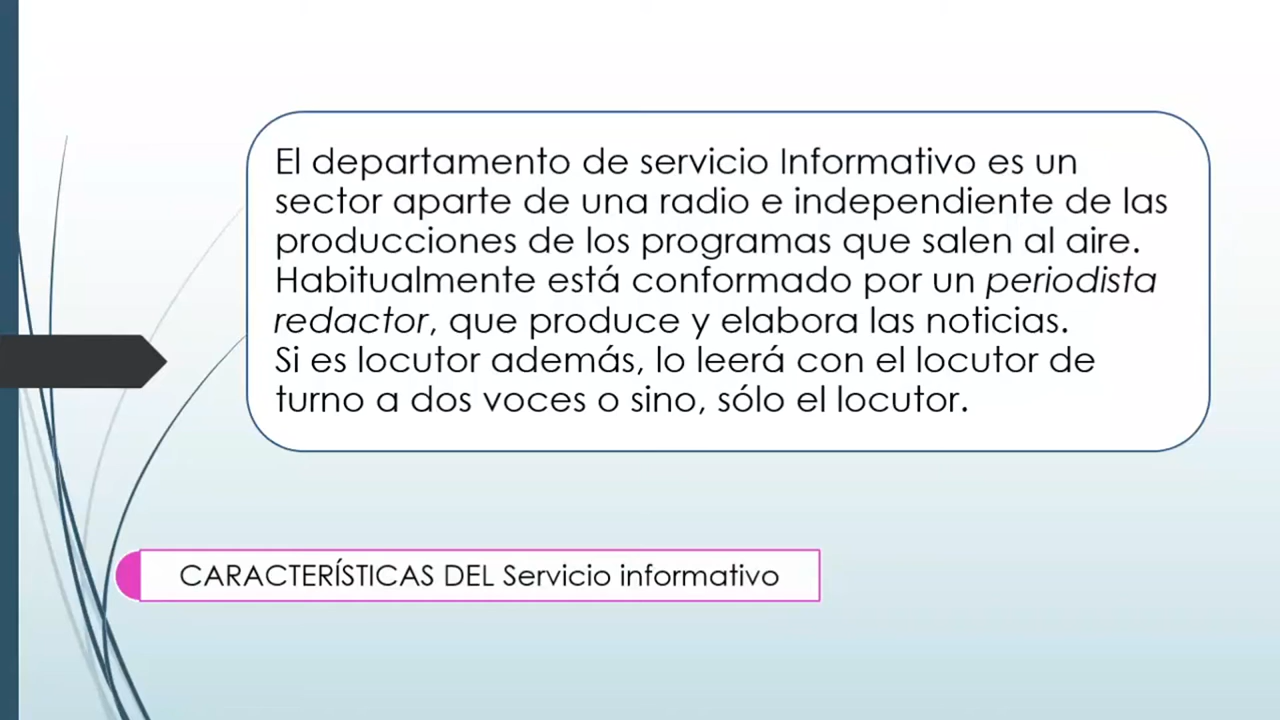 El departamento de servicio Informativo es un
sector aparte de una radio e independiente de las
producciones de los programas que salen al aire.
Habitualmente está conformado por un periodista
redactor, que produce y elabora las noticias.
Si es locutor además, lo leerá con el locutor de
turno a dos voces o sino, sólo el locutor.
CARACTERÍSTICAS DEL Servicio informativo